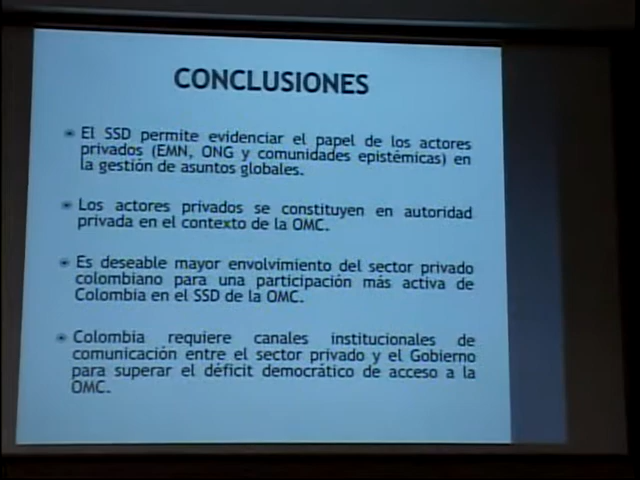 CONCLUSIONES
El SSD permite evidenciar el papel de los actores
privados (EMN, ONG y comunidades epistémicas) en
la gestión de asuntos globales.
Los actores privados se constituyen en autoridad
privada en el contexto de la OMC.
Es deseable mayor envolvimiento del sector privado
colombiano para una participación más activa de
Colombia en el SSD de la OMC.
Colombia requiere canales institucionales de
comunicación entre el sector privado y el Gobierno
para superar el déficit democrático de acceso a la
OMC.